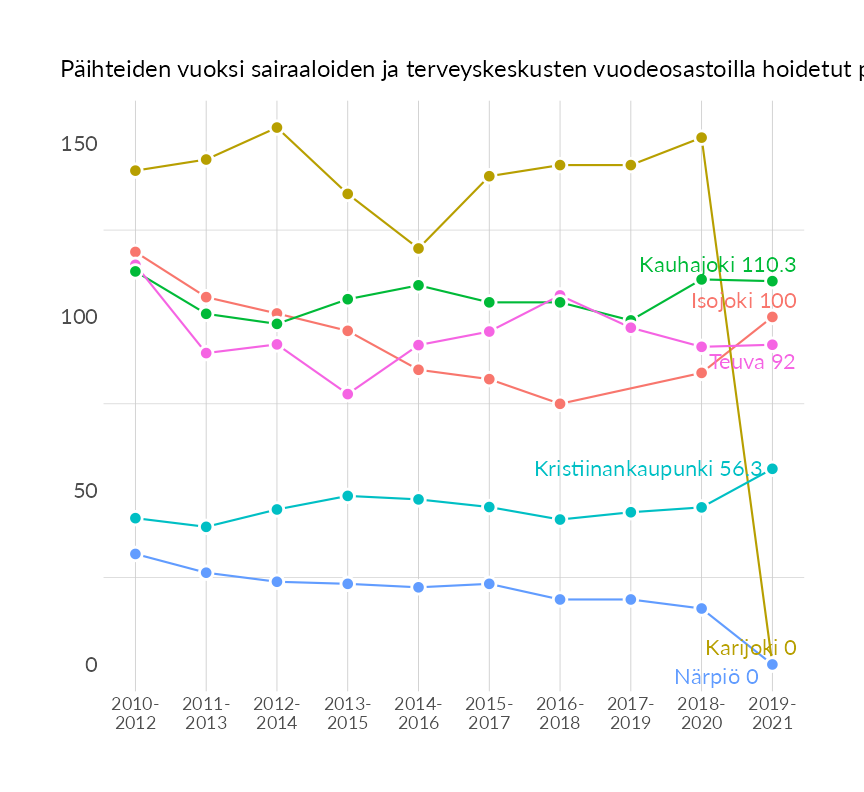 Päihteiden vuoksi sairaaloiden ja terveyskeskusten vuodeosastoilla hoidetut
150
100
50
0
Kauhajoki 110.3
Isojoki 100
Teuva 92
Kristiinankaupunki 56.3
Karijoki 0
Närpiö 0
2010- 2011- 2012- 2013- 2014- 2015- 2016- 2017- 2018- 2019-
2012 2013 2014 2015 2016 2017 2018 2019 2020 2021